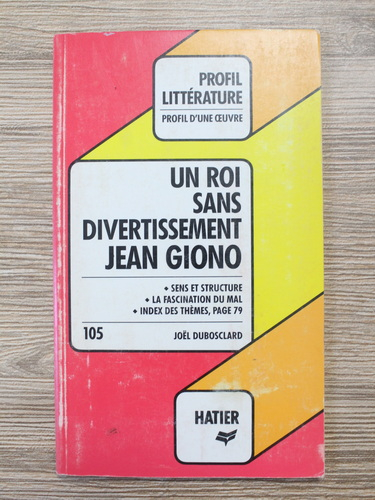 PROFIL
LITTÉRATURE
PROFIL D'UNE ŒUVRE
UN ROI
SANS
DIVERTISSEMENT
JEAN GIONO
• SENS ET STRUCTURE
• LA FASCINATION DU MAL
• INDEX DES THÈMES, PAGE 79
105 JOËL DUBOSCLARD
HATIER